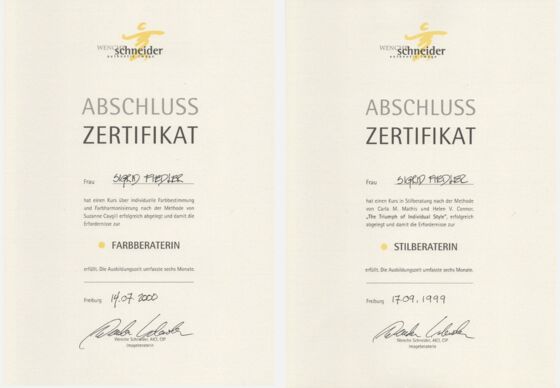 WENCHE
schneider
authentic image
ABSCHLUSS
ZERTIFIKAT
Frau SIGRID FIEDLER
hat einen Kurs über individuelle Farbbestimmung
und Farbharmonisierung nach der Methode von
Suzanne Caygill erfolgreich abgelegt und damit die
Erfordernisse zur
FARBBERATERIN
erfüllt. Die Ausbildungszeit umfasste sechs Monate.
Freiburg 14.07.2000
Wenche Schneider, AICI, CIP
Imageberaterin
WENCHE
schneider
authentic image
ABSCHLUSS
ZERTIFIKAT
Frau SIGRID FIEDLER
hat einen Kurs in Stilberatung nach der Methode
von Carla M. Mathis und Helen V. Connor,
„The Triumph of Individual Style", erfolgreich
abgelegt und damit die Erfordernisse zur
STILBERATERIN
erfüllt. Die Ausbildungszeit umfasste sechs Monate.
Freiburg 17.09.1999
Wenche Schneider, AICI, CIP
Imageberaterin